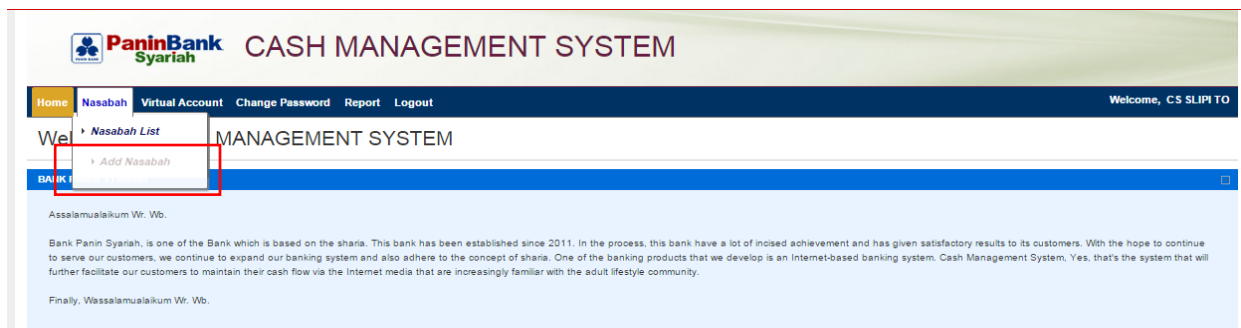 PaninBank
Syariah
CASH MANAGEMENT SYSTEM
Home Nasabah Virtual Account Change Password Report Logout Welcome, CS SLIPI TO
Wel MANAGEMENT SYSTEM
Nasabah List
Add Nasabah
BANK
Assalamualaikum Wr. Wb.
Bank Panin Syariah, is one of the Bank which is based on the sharia. This bank has been established since 2011. In the process, this bank have a lot of incised achievement and has given satisfactory results to its customers. With the hope to continue
to serve our customers, we continue to expand our banking system and also adhere to the concept of sharia. One of the banking products that we develop is an Internet-based banking system. Cash Management System, Yes, that's the system that will
further facilitate our customers to maintain their cash flow via the Internet media that are increasingly familiar with the adult lifestyle community.
Finally, Wassalamualaikum Wr. Wb.